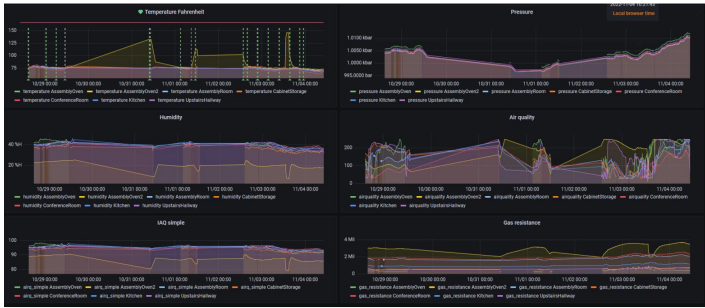 2022-11-04 10:21:43
Local browser time
Temperature Fahrenheit
150
125
100
75
10/29 00:00 10/30 00:00 10/31 00:00 11/01 00:00 11/02 00:00 11/03 00:00 11/04 00:00
temperature AssemblyOven temperature AssemblyOven2 temperature AssemblyRoom temperature CabinetStorage
temperature ConferenceRoom temperature Kitchen temperature UpstairsHallway
Pressure
1.0100 kbar
1.0050 kbar
1.0000 kbar
995.0000 bar
10/29 00:00 10/30 00:00 10/31 00:00 11/01 00:00 11/02 00:00 11/03 00:00 11/04 00:00
pressure AssemblyOven pressure AssemblyOven2 pressure AssemblyRoom pressure CabinetStorage pressure ConferenceRoom
pressure Kitchen pressure UpstairsHallway
Humidity
40 %H
20 %H
10/29 00:00 10/30 00:00 10/31 00:00 11/01 00:00 11/02 00:00 11/03 00:00 11/04 00:00
humidity AssemblyOven humidity AssemblyOven2 humidity AssemblyRoom humidity CabinetStorage
humidity ConferenceRoom humidity Kitchen humidity UpstairsHallway
Air quality
200
100
0
10/29 00:00 10/30 00:00 10/31 00:00 11/01 00:00 11/02 00:00 11/03 00:00 11/04 00:00
airquality AssemblyOven airquality AssemblyOven2 airquality AssemblyRoom airquality CabinetStorage airquality ConferenceRoom
airquality Kitchen airquality UpstairsHallway
IAQ simple
100
90
80
10/29 00:00 10/30 00:00 10/31 00:00 11/01 00:00 11/02 00:00 11/03 00:00 11/04 00:00
airq_simple AssemblyOven airq_simple AssemblyOven2 airq_simple AssemblyRoom airq_simple CabinetStorage
airq_simple ConferenceRoom airq_simple Kitchen airq_simple UpstairsHallway
Gas resistance
4 MΩ
2 MΩ
0
10/29 00:00 10/30 00:00 10/31 00:00 11/01 00:00 11/02 00:00 11/03 00:00 11/04 00:00
gas_resistance AssemblyOven gas_resistance AssemblyOven2 gas_resistance AssemblyRoom gas_resistance CabinetStorage
gas_resistance ConferenceRoom gas_resistance Kitchen gas_resistance UpstairsHallway